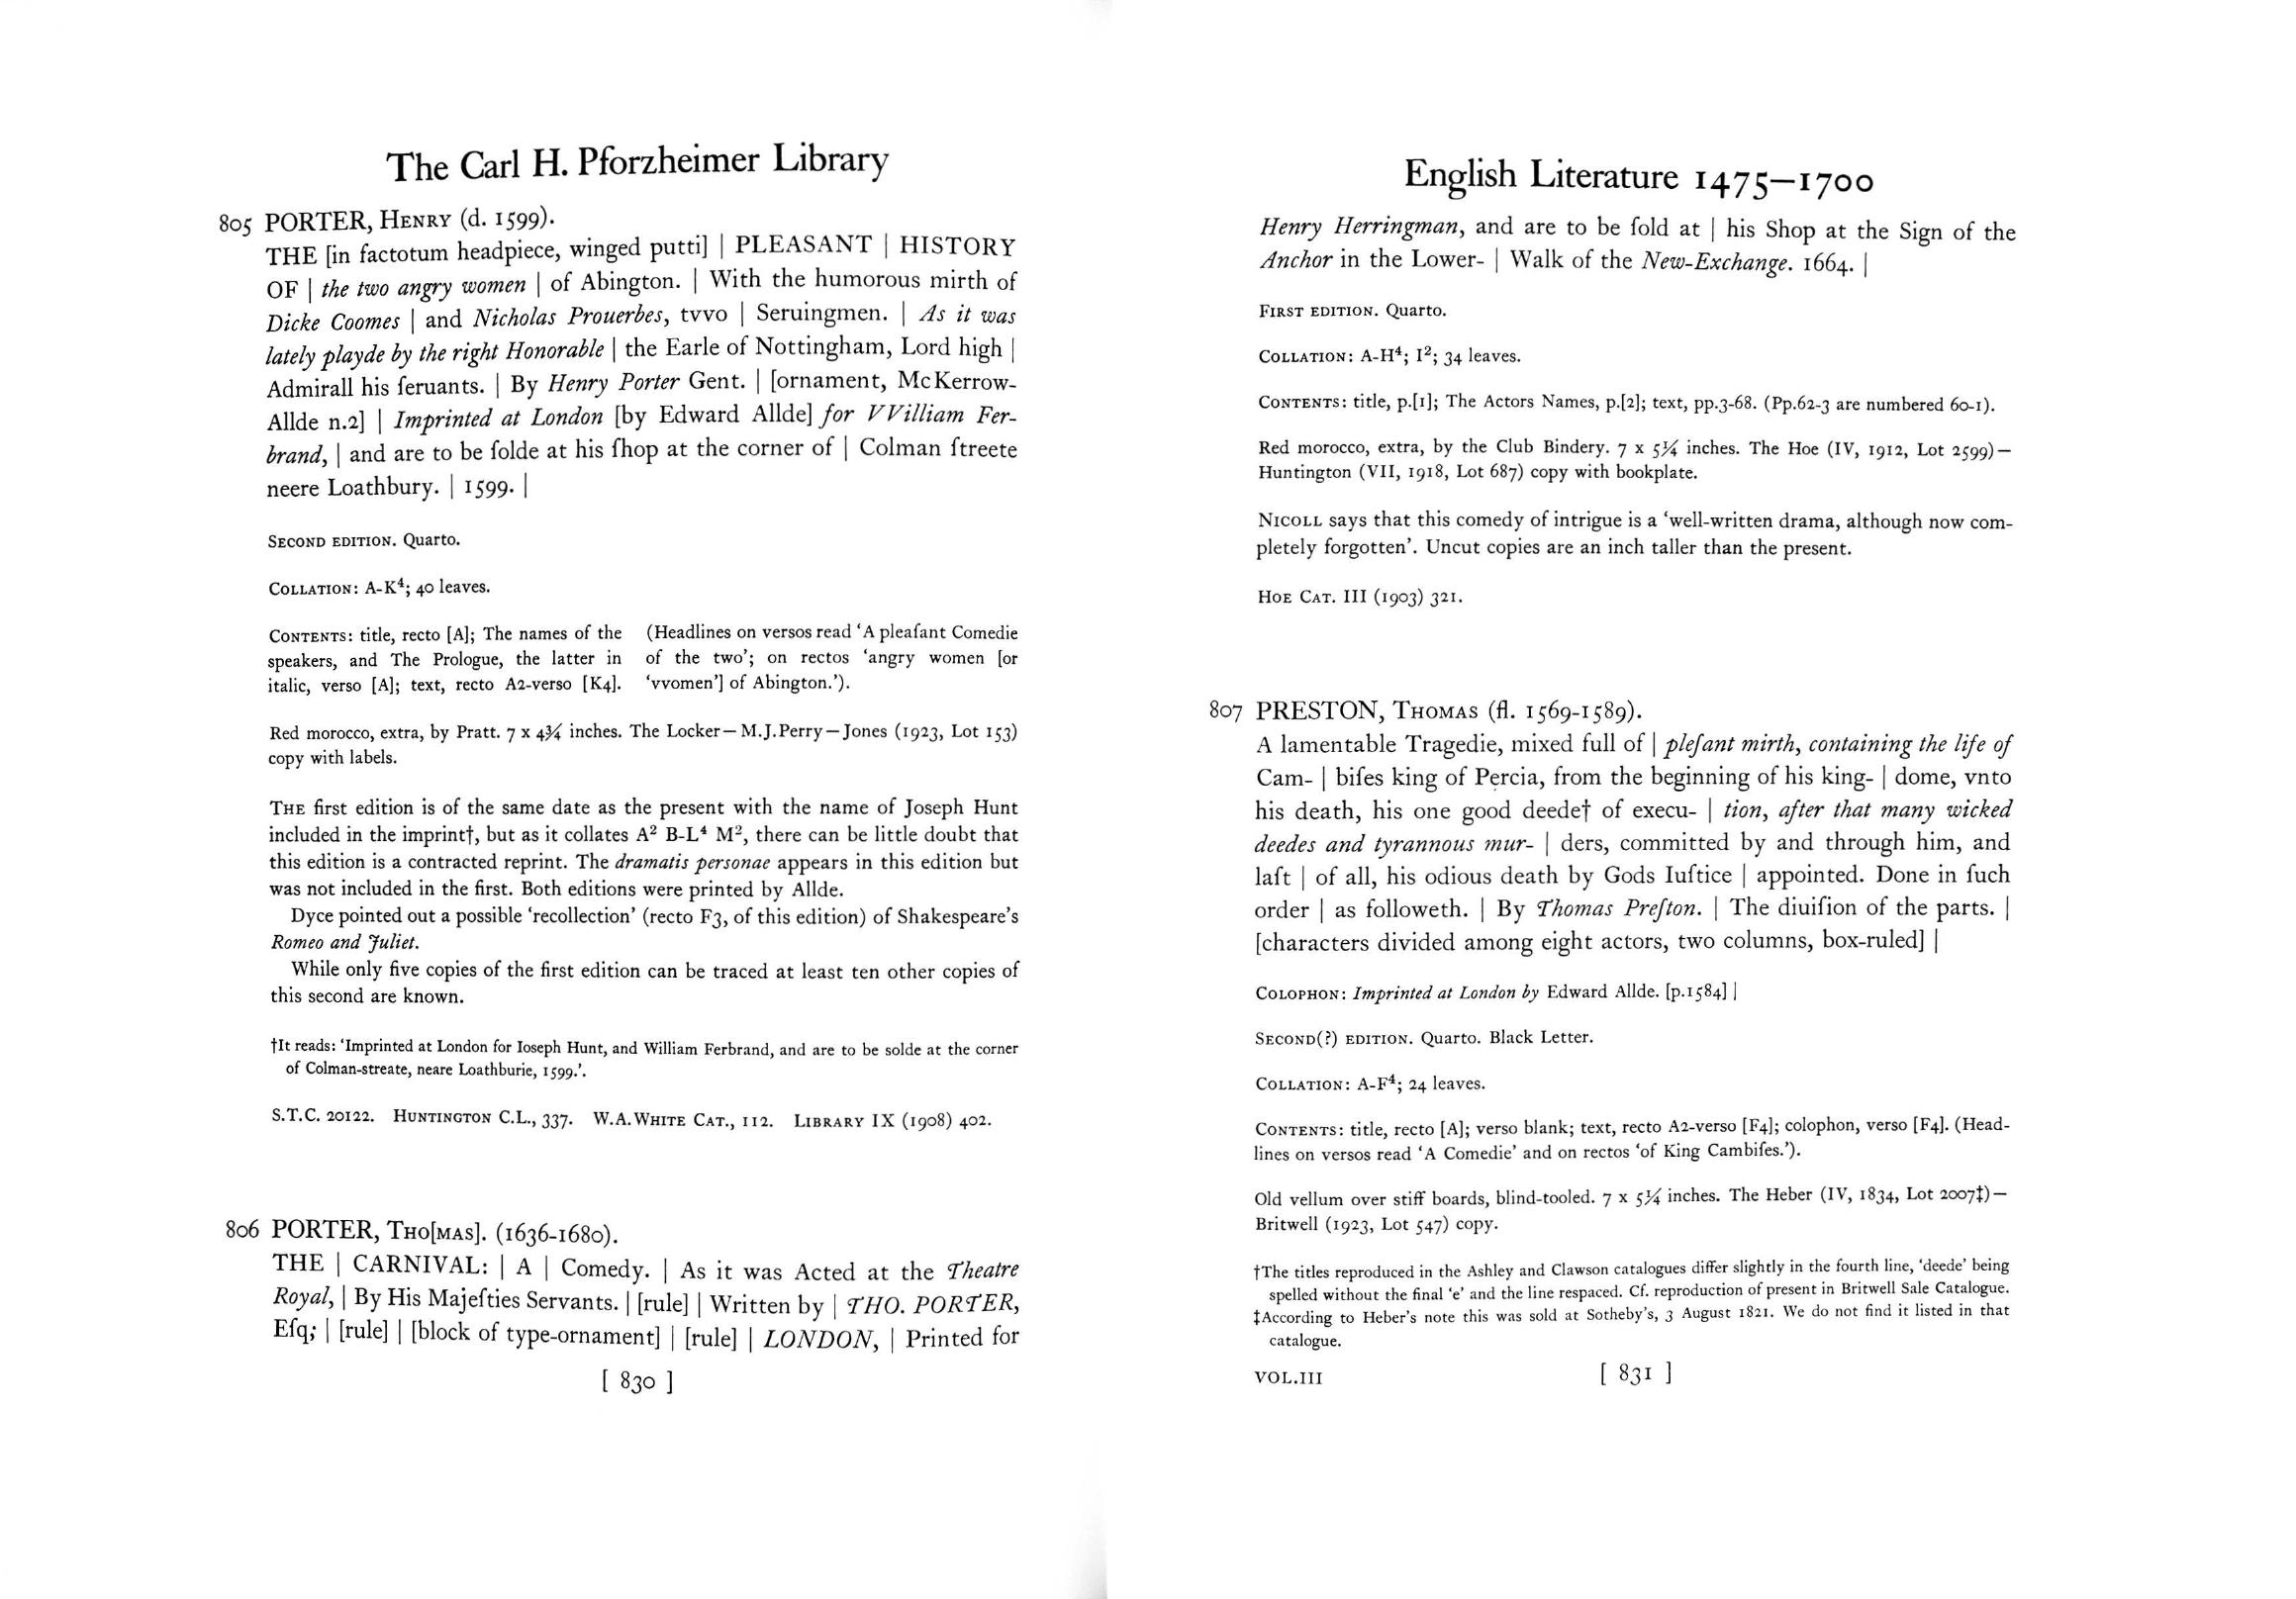 The Carl H. Pforzheimer Library
805 PORTER, HENRY (d. 1599).
THE [in factotum headpiece, winged putti] | PLEASANT | HISTORY
OF | the two angry women | of Abington. | With the humorous mirth of
Dicke Coomes | and Nicholas Prouerbes, tvvo | Seruingmen. | As it was
lately playde by the right Honorable | the Earle of Nottingham, Lord high |
Admirall his ſeruants. | By Henry Porter Gent. | [ornament, McKerrow-
Allde n.2] | Imprinted at London [by Edward Allde] for VVilliam Fer-
brand, | and are to be ſolde at his ſhop at the corner of | Colman ſtreete
neere Loathbury. | 1599. |
SECOND EDITION. Quarto.
COLLATION: A-K⁴; 40 leaves.
CONTENTS: title, recto [A]; The names of the
speakers, and The Prologue, the latter in
italic, verso [A]; text, recto A2-verso [K4].
(Headlines on versos read ‘A pleaſant Comedie
of the two’; on rectos ‘angry women [or
‘vvomen’] of Abington.’).
Red morocco, extra, by Pratt. 7 x 4¾ inches. The Locker—M.J.Perry—Jones (1923, Lot 153)
copy with labels.
THE first edition is of the same date as the present with the name of Joseph Hunt
included in the imprint†, but as it collates A² B-L⁴ M², there can be little doubt that
this edition is a contracted reprint. The dramatis personae appears in this edition but
was not included in the first. Both editions were printed by Allde.
Dyce pointed out a possible ‘recollection’ (recto F3, of this edition) of Shakespeare’s
Romeo and Juliet.
While only five copies of the first edition can be traced at least ten other copies of
this second are known.
†It reads: ‘Imprinted at London for Ioseph Hunt, and William Ferbrand, and are to be solde at the corner
of Colman-streate, neare Loathburie, 1599.’.
S.T.C. 20122. HUNTINGTON C.L., 337. W.A.WHITE CAT., 112. LIBRARY IX (1908) 402.
806 PORTER, THO[MAS]. (1636-1680).
THE | CARNIVAL: | A | Comedy. | As it was Acted at the Theatre
Royal, | By His Majeſties Servants. | [rule] | Written by | THO. PORTER,
Eſq; | [rule] | [block of type-ornament] | [rule] | LONDON, | Printed for
[ 830 ]
English Literature 1475—1700
Henry Herringman, and are to be ſold at | his Shop at the Sign of the
Anchor in the Lower- | Walk of the New-Exchange. 1664. |
FIRST EDITION. Quarto.
COLLATION: A-H⁴; I²; 34 leaves.
CONTENTS: title, p.[1]; The Actors Names, p.[2]; text, pp.3-68. (Pp.62-3 are numbered 60-1).
Red morocco, extra, by the Club Bindery. 7 x 5¼ inches. The Hoe (IV, 1912, Lot 2599)—
Huntington (VII, 1918, Lot 687) copy with bookplate.
NICOLL says that this comedy of intrigue is a ‘well-written drama, although now com-
pletely forgotten’. Uncut copies are an inch taller than the present.
HOE CAT. III (1903) 321.
807 PRESTON, THOMAS (fl. 1569-1589).
A lamentable Tragedie, mixed full of | pleſant mirth, containing the life of
Cam- | biſes king of Percia, from the beginning of his king- | dome, vnto
his death, his one good deede† of execu- | tion, after that many wicked
deedes and tyrannous mur- | ders, committed by and through him, and
laſt | of all, his odious death by Gods Iuſtice | appointed. Done in ſuch
order | as followeth. | By Thomas Preſton. | The diuiſion of the parts. |
[characters divided among eight actors, two columns, box-ruled] |
COLOPHON: Imprinted at London by Edward Allde. [p.1584] |
SECOND(?) EDITION. Quarto. Black Letter.
COLLATION: A-F⁴; 24 leaves.
CONTENTS: title, recto [A]; verso blank; text, recto A2-verso [F4]; colophon, verso [F4]. (Head-
lines on versos read ‘A Comedie’ and on rectos ‘of King Cambiſes.’).
Old vellum over stiff boards, blind-tooled. 7 x 5¼ inches. The Heber (IV, 1834, Lot 2007‡)—
Britwell (1923, Lot 547) copy.
†The titles reproduced in the Ashley and Clawson catalogues differ slightly in the fourth line, ‘deede’ being
spelled without the final ‘e’ and the line respaced. Cf. reproduction of present in Britwell Sale Catalogue.
‡According to Heber’s note this was sold at Sotheby’s, 3 August 1821. We do not find it listed in that
catalogue.
VOL.III
[ 831 ]